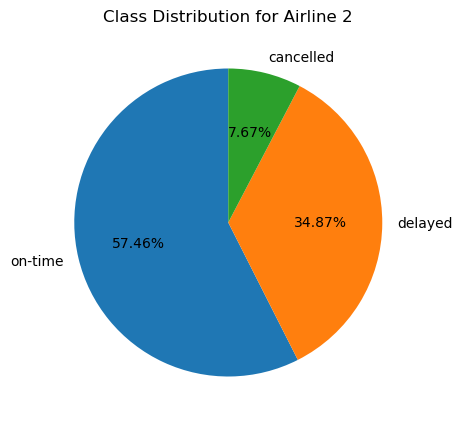 Class Distribution for Airline 2
cancelled
7.67%
34.87%
delayed
57.46%
on-time